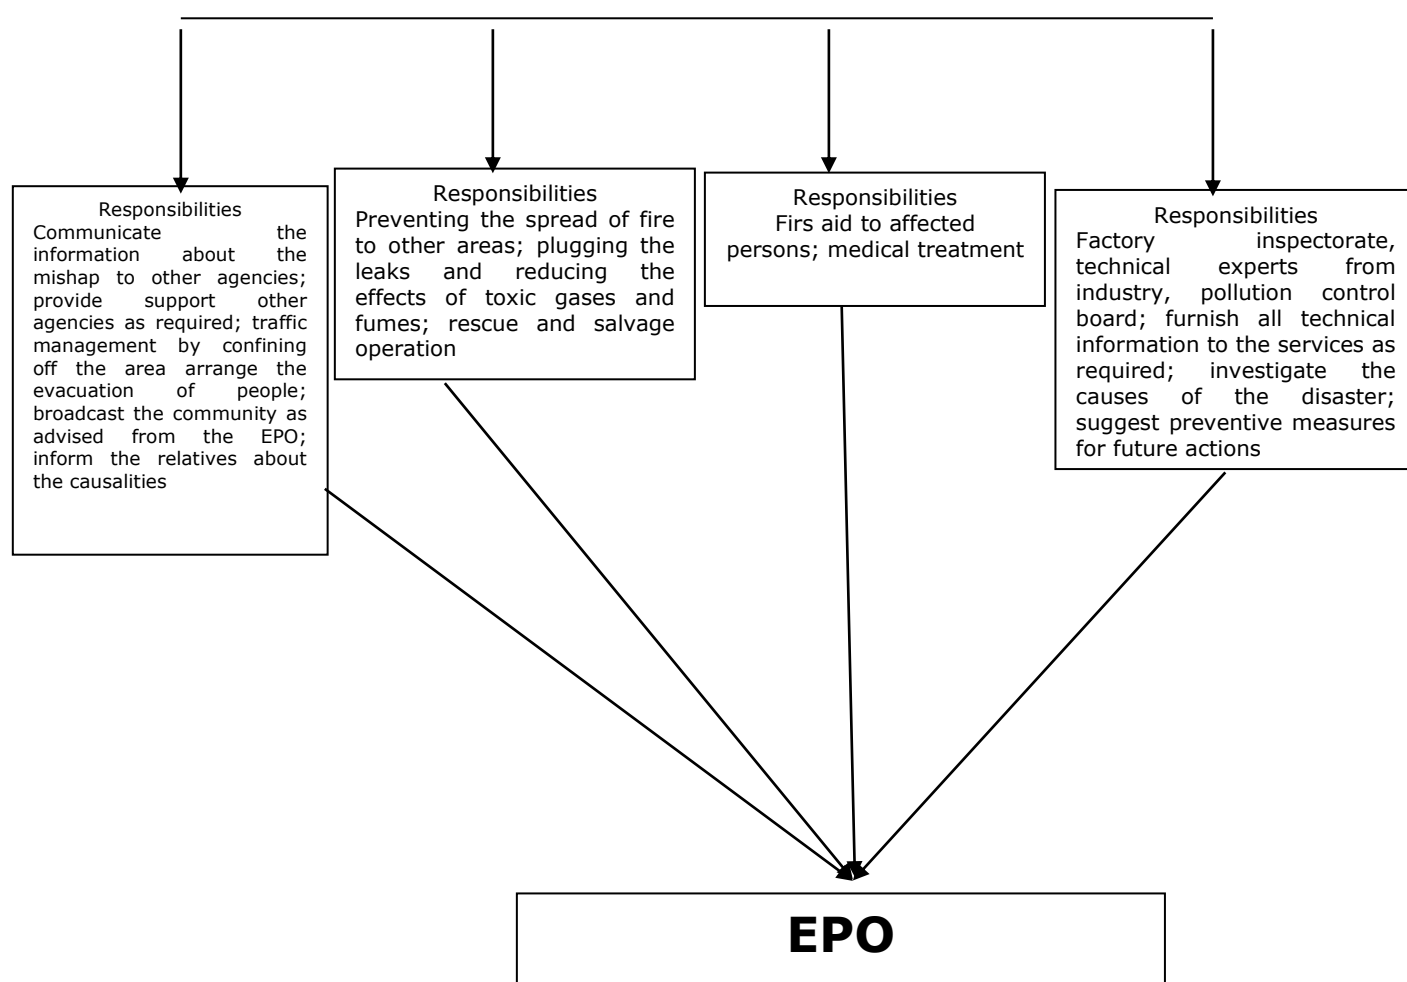 Responsibilities
Communicate the
information about the
mishap to other agencies;
provide support other
agencies as required; traffic
management by confining
off the area arrange the
evacuation of people;
broadcast the community as
advised from the EPO;
inform the relatives about
the causalities
Responsibilities
Preventing the spread of fire
to other areas; plugging the
leaks and reducing the
effects of toxic gases and
fumes; rescue and salvage
operation
Responsibilities
Firs aid to affected
persons; medical treatment
Responsibilities
Factory inspectorate,
technical experts from
industry, pollution control
board; furnish all technical
information to the services as
required; investigate the
causes of the disaster;
suggest preventive measures
for future actions
EPO